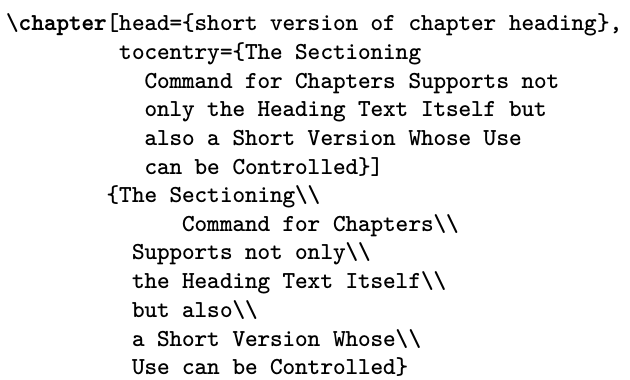 \chapter[head={short version of chapter heading},
tocentry={The Sectioning
Command for Chapters Supports not
only the Heading Text Itself but
also a Short Version Whose Use
can be Controlled}]
{The Sectioning\\
Command for Chapters\\
Supports not only\\
the Heading Text Itself\\
but also\\
a Short Version Whose\\
Use can be Controlled}